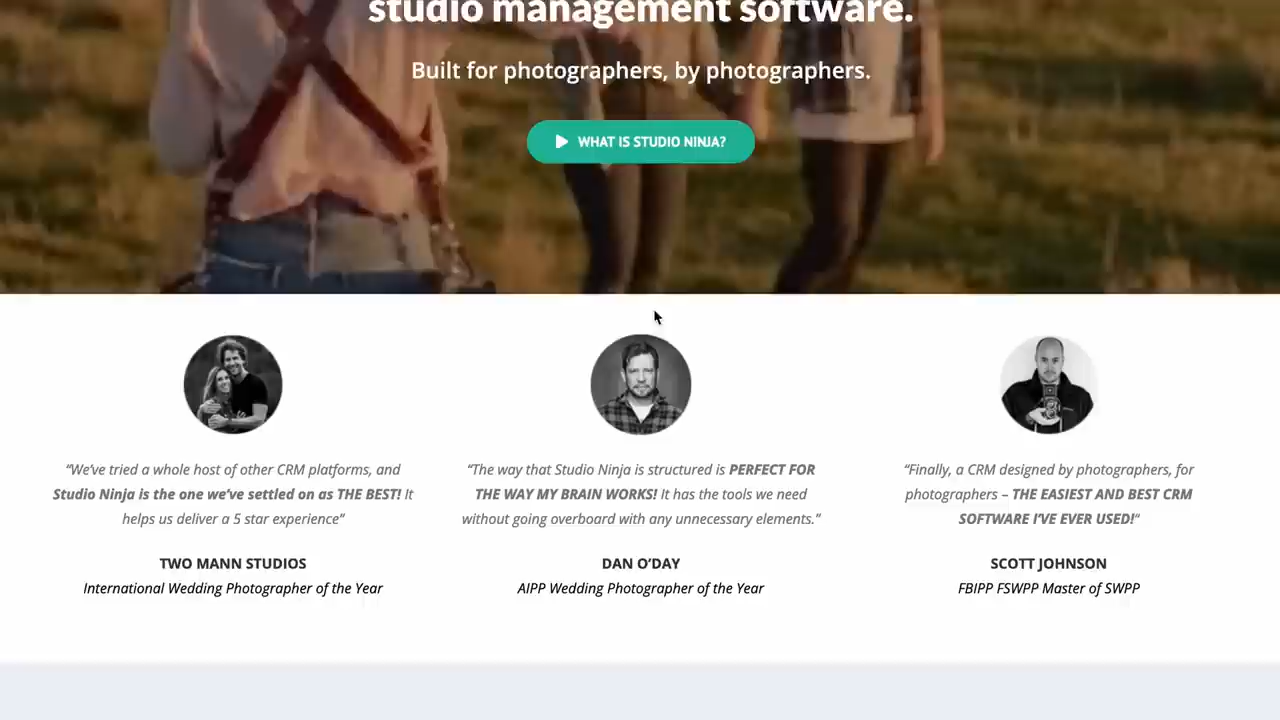 studio management software.
Built for photographers, by photographers.
WHAT IS STUDIO NINJA?
“We’ve tried a whole host of other CRM platforms, and
Studio Ninja is the one we’ve settled on as THE BEST! It
helps us deliver a 5 star experience”
TWO MANN STUDIOS
International Wedding Photographer of the Year
“The way that Studio Ninja is structured is PERFECT FOR
THE WAY MY BRAIN WORKS! It has the tools we need
without going overboard with any unnecessary elements.”
DAN O’DAY
AIPP Wedding Photographer of the Year
“Finally, a CRM designed by photographers, for
photographers – THE EASIEST AND BEST CRM
SOFTWARE I’VE EVER USED!“
SCOTT JOHNSON
FBIPP FSWPP Master of SWPP